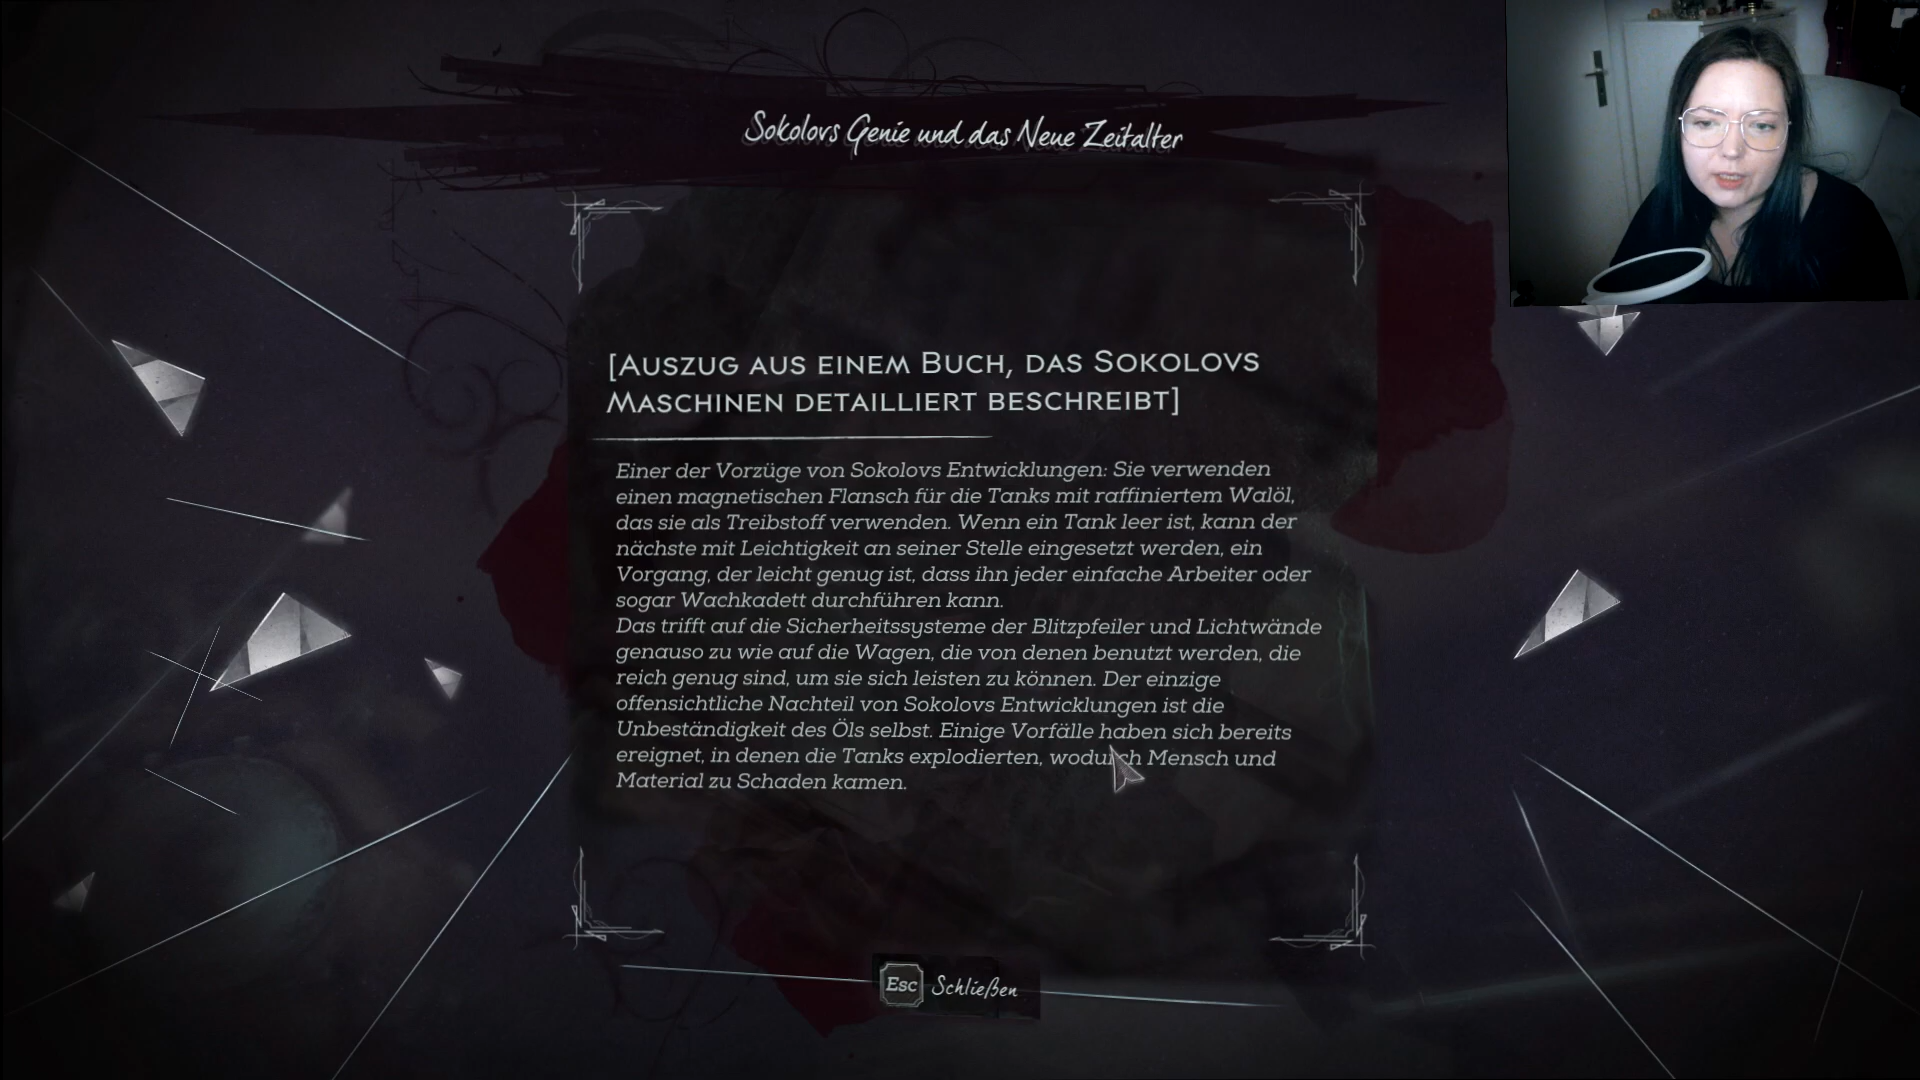 Sokolovs Genie und das Neue Zeitalter
[Auszug aus einem Buch, das Sokolovs
Maschinen detailliert beschreibt]
Einer der Vorzüge von Sokolovs Entwicklungen: Sie verwenden
einen magnetischen Flansch für die Tanks mit raffiniertem Walöl,
das sie als Treibstoff verwenden. Wenn ein Tank leer ist, kann der
nächste mit Leichtigkeit an seiner Stelle eingesetzt werden, ein
Vorgang, der leicht genug ist, dass ihn jeder einfache Arbeiter oder
sogar Wachkadett durchführen kann.
Das trifft auf die Sicherheitssysteme der Blitzpfeiler und Lichtwände
genauso zu wie auf die Wagen, die von denen benutzt werden, die
reich genug sind, um sie sich leisten zu können. Der einzige
offensichtliche Nachteil von Sokolovs Entwicklungen ist die
Unbeständigkeit des Öls selbst. Einige Vorfälle haben sich bereits
ereignet, in denen die Tanks explodierten, wodurch Mensch und
Material zu Schaden kamen.
Esc Schließen